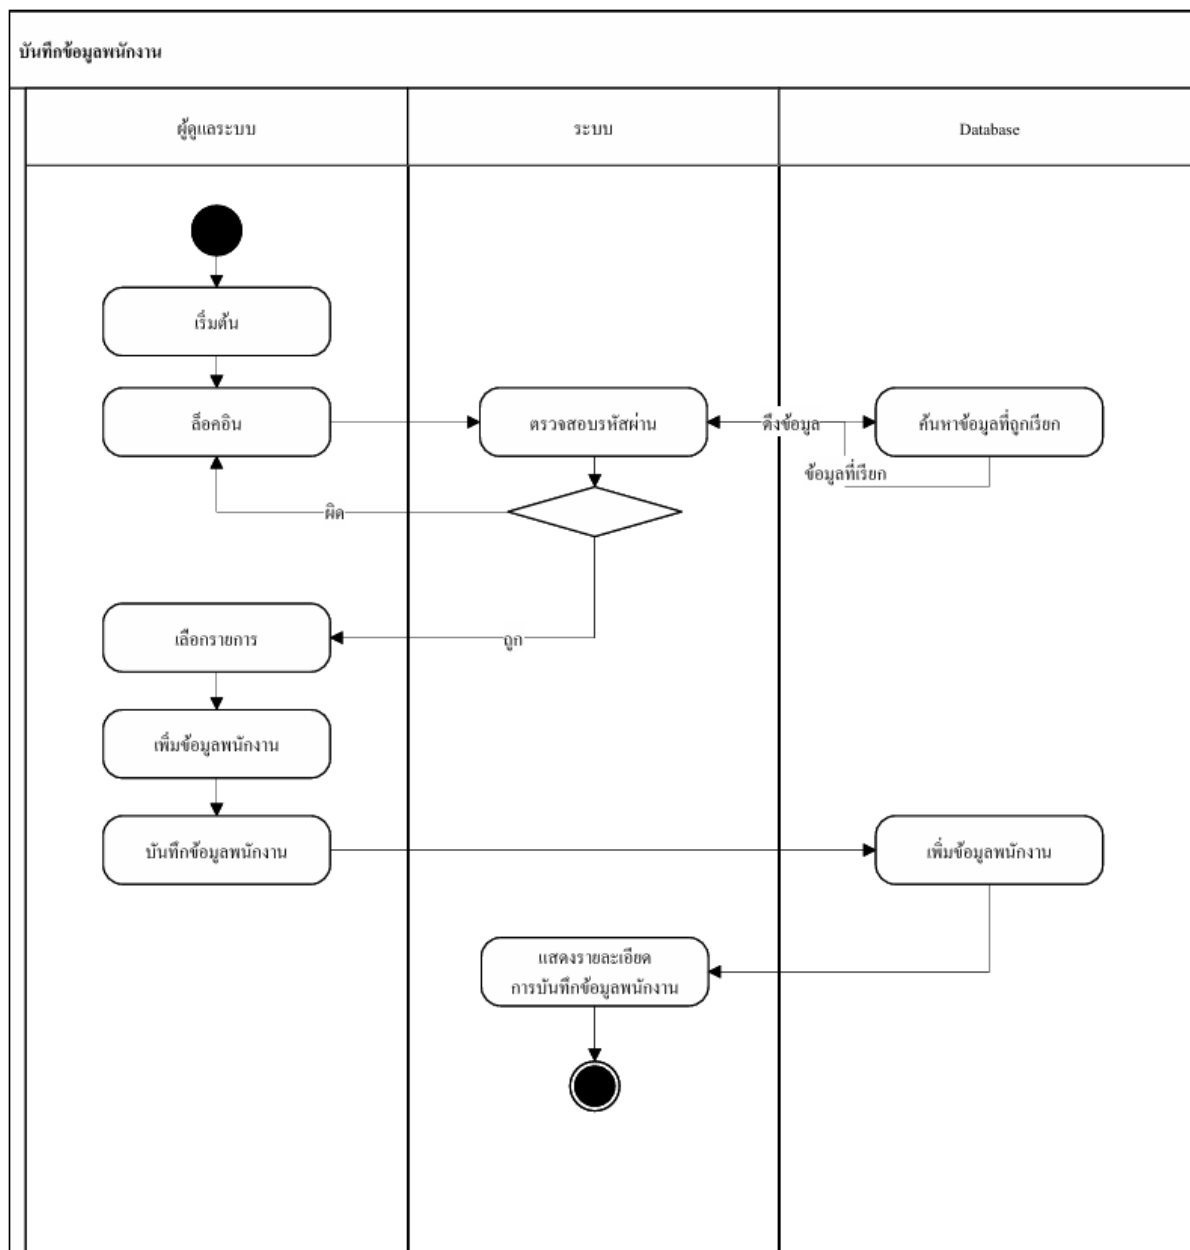 บันทึกข้อมูลพนักงาน
ผู้ดูแลระบบ
ระบบ
Database
เริ่มต้น
ล็อคอิน
ตรวจสอบรหัสผ่าน
ดึงข้อมูล
ค้นหาข้อมูลที่ถูกเรียก
ข้อมูลที่เรียก
ผิด
เลือกรายการ
ถูก
เพิ่มข้อมูลพนักงาน
บันทึกข้อมูลพนักงาน
เพิ่มข้อมูลพนักงาน
แสดงรายละเอียด
การบันทึกข้อมูลพนักงาน